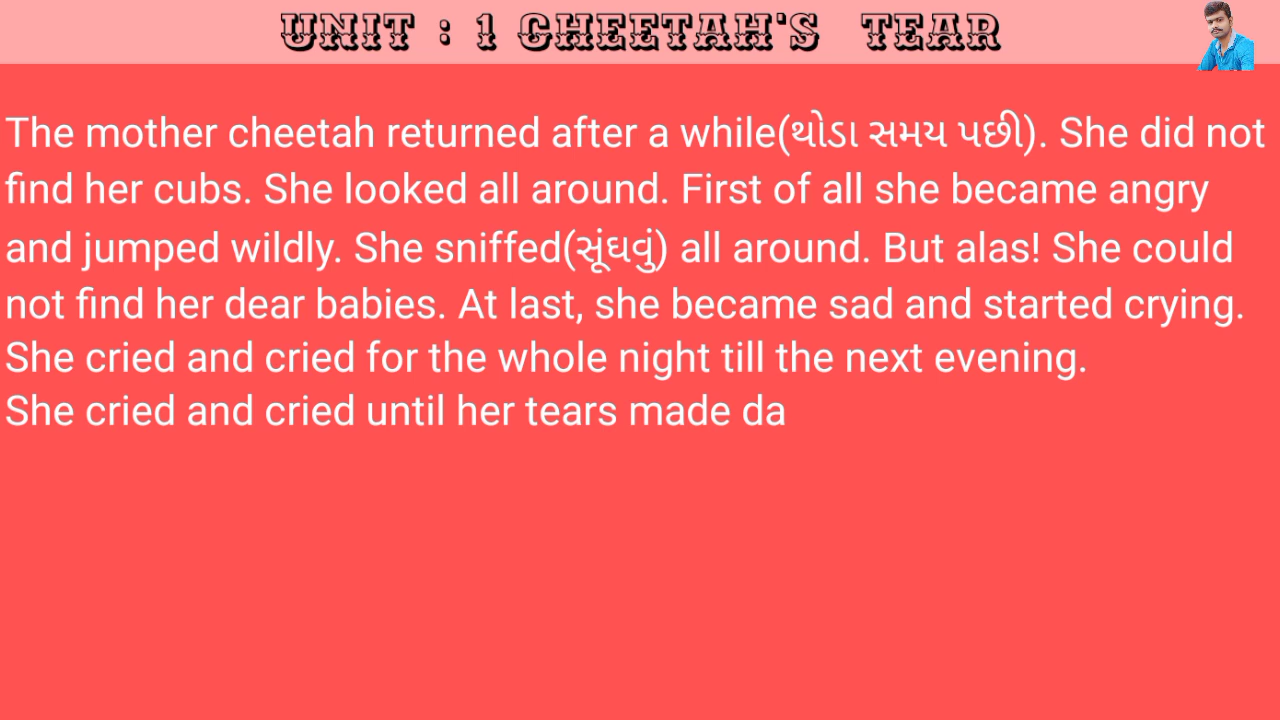 UNIT : 1 CHEETAH'S TEAR
The mother cheetah returned after a while(થોડા સમય પછી). She did not
find her cubs. She looked all around. First of all she became angry
and jumped wildly. She sniffed(સૂંઘવું) all around. But alas! She could
not find her dear babies. At last, she became sad and started crying.
She cried and cried for the whole night till the next evening.
She cried and cried until her tears made da